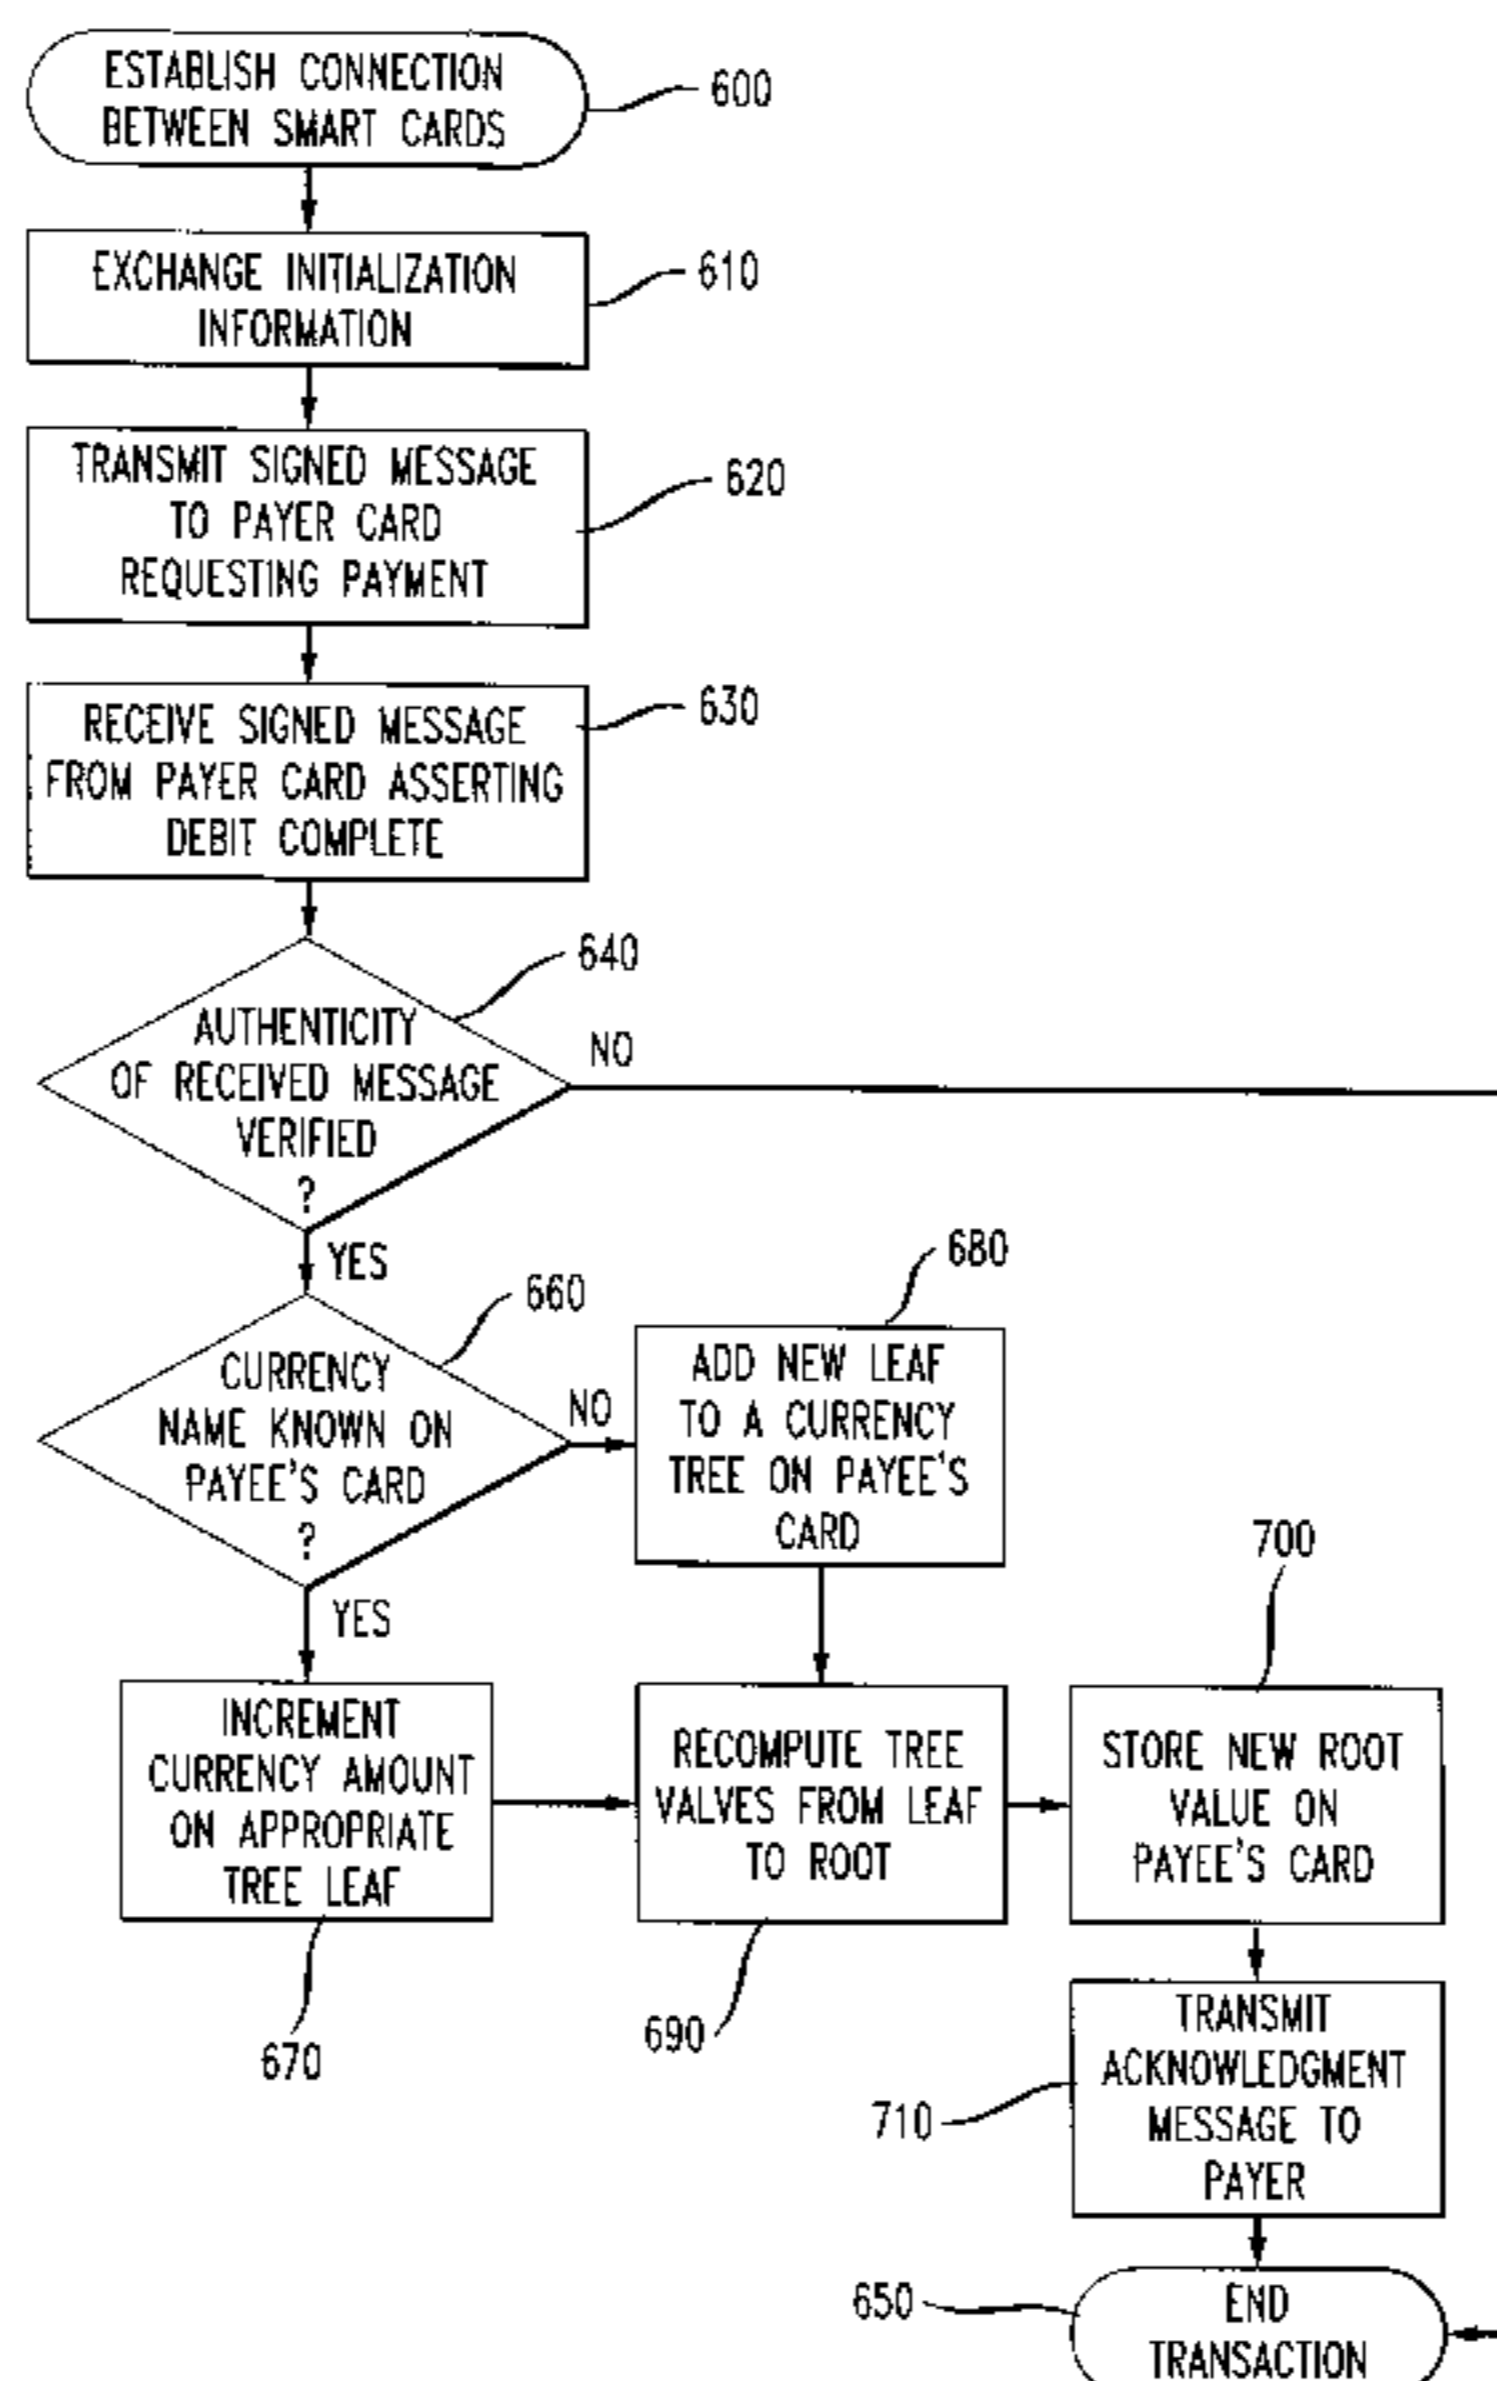 ESTABLISH CONNECTION
BETWEEN SMART CARDS
600
EXCHANGE INITIALIZATION
INFORMATION
610
TRANSMIT SIGNED MESSAGE
TO PAYER CARD
REQUESTING PAYMENT
620
RECEIVE SIGNED MESSAGE
FROM PAYER CARD ASSERTING
DEBIT COMPLETE
630
AUTHENTICITY
OF RECEIVED MESSAGE
VERIFIED
?
640
NO
YES
CURRENCY
NAME KNOWN ON
PAYEE'S CARD
?
660
NO
YES
ADD NEW LEAF
TO A CURRENCY
TREE ON PAYEE'S
CARD
680
INCREMENT
CURRENCY AMOUNT
ON APPROPRIATE
TREE LEAF
670
RECOMPUTE TREE
VALVES FROM LEAF
TO ROOT
690
700
STORE NEW ROOT
VALUE ON
PAYEE'S CARD
TRANSMIT
ACKNOWLEDGMENT
MESSAGE TO
PAYER
710
END
TRANSACTION
650